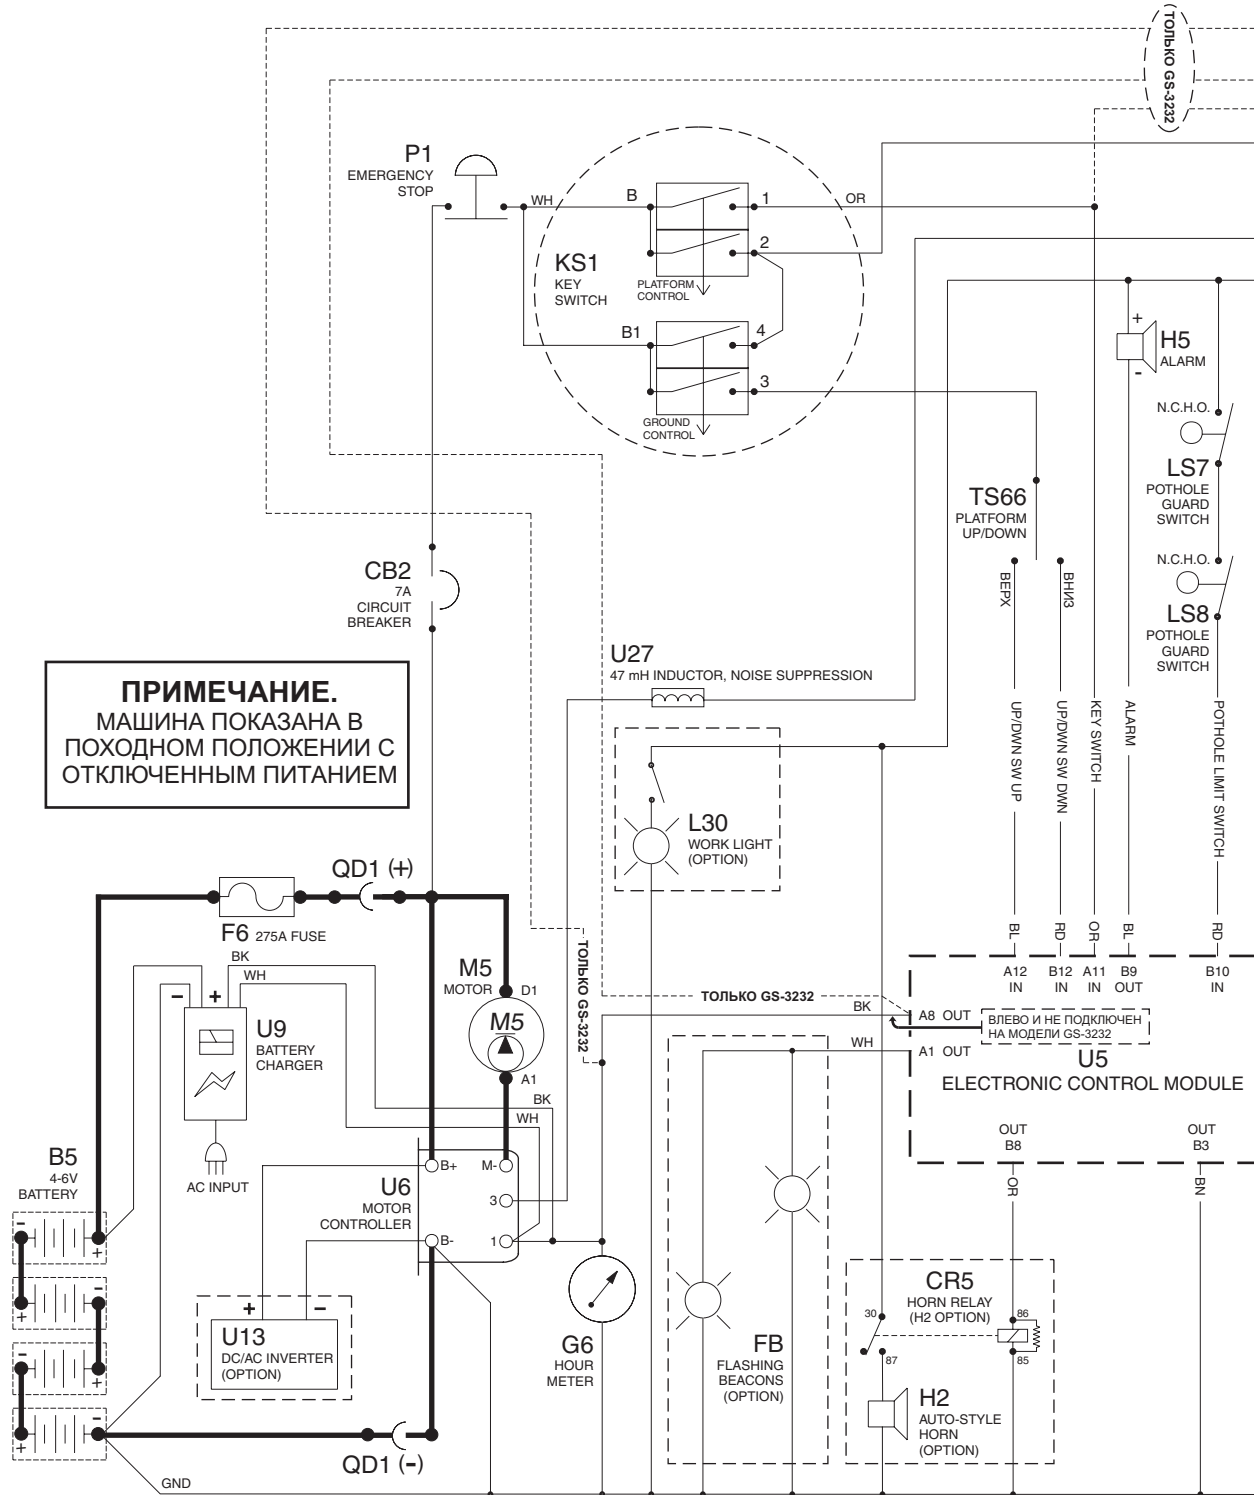 ТОЛЬКО GS-3232
P1
EMERGENCY
STOP
WH
B
1
OR
2
KS1
KEY
SWITCH
PLATFORM
CONTROL
B1
4
3
GROUND
CONTROL
+
H5
ALARM
-
N.C.H.O.
LS7
POTHOLE
GUARD
SWITCH
TS66
PLATFORM
UP/DOWN
N.C.H.O.
LS8
POTHOLE
GUARD
SWITCH
ВЕРХ
ВНИЗ
CB2
7A
CIRCUIT
BREAKER
U27
47 mH INDUCTOR, NOISE SUPPRESSION
ПРИМЕЧАНИЕ.
МАШИНА ПОКАЗАНА В
ПОХОДНОМ ПОЛОЖЕНИИ С
ОТКЛЮЧЕННЫМ ПИТАНИЕМ
UP/DWN SW UP
UP/DWN SW DWN
KEY SWITCH
ALARM
POTHOLE LIMIT SWITCH
L30
WORK LIGHT
(OPTION)
QD1 (+)
F6 275A FUSE
BL
RD
OR
BL
RD
BK
WH
- +
U9
BATTERY
CHARGER
AC INPUT
M5
MOTOR
D1
M5
A1
ТОЛЬКО GS-3232
ТОЛЬКО GS-3232
A12
IN
B12
IN
A11
IN
B9
OUT
B10
IN
BK
A8 OUT
ВЛЕВО И НЕ ПОДКЛЮЧЕН
НА МОДЕЛИ GS-3232
WH
A1 OUT
U5
ELECTRONIC CONTROL MODULE
BK
WH
OUT
B8
OUT
B3
OR
BN
B5
4-6V
BATTERY
- +
+ -
- +
+ -
U6
MOTOR
CONTROLLER
B+
M-
3
B-
1
+ -
U13
DC/AC INVERTER
(OPTION)
G6
HOUR
METER
FB
FLASHING
BEACONS
(OPTION)
CR5
HORN RELAY
(H2 OPTION)
30
87
86
85
H2
AUTO-STYLE
HORN
(OPTION)
QD1 (-)
GND